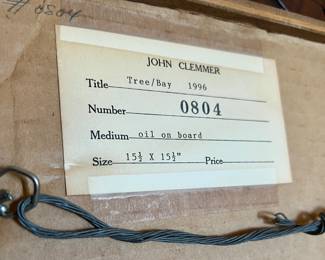 # 0804
JOHN CLEMMER
Title Tree/Bay 1996
Number 0804
Medium oil on board
Size 15½ X 15½" Price